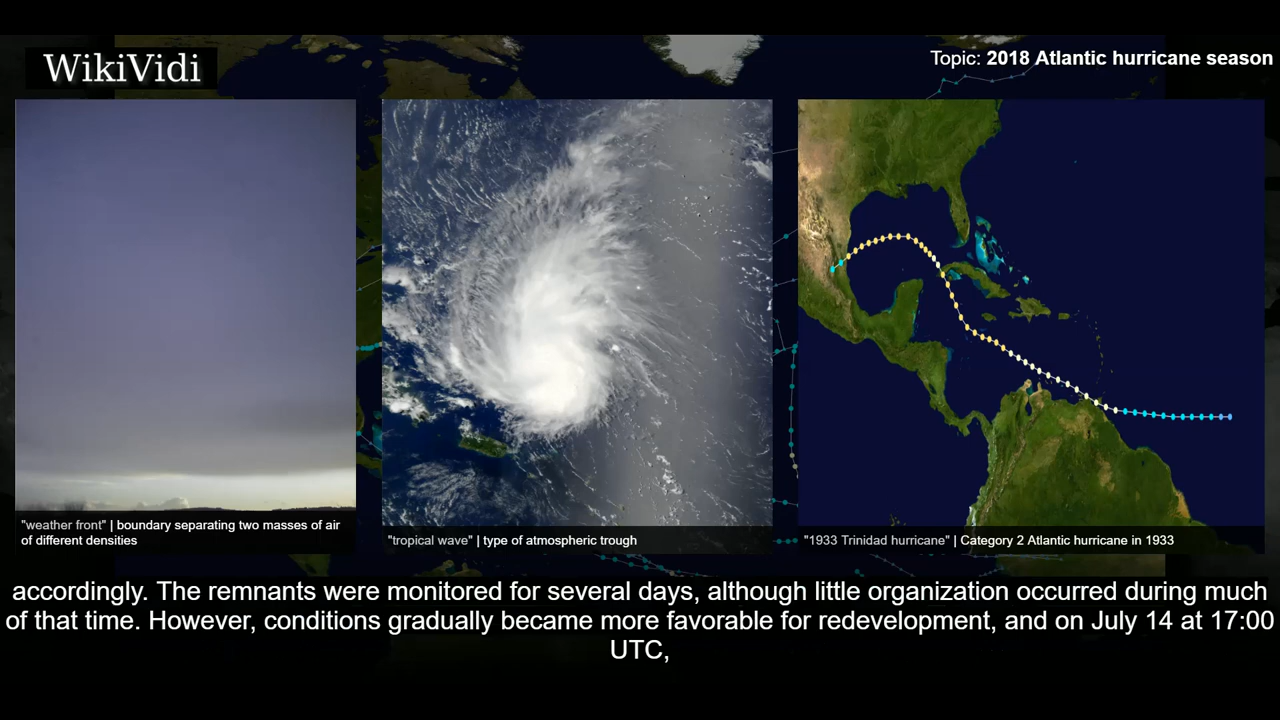 WikiVidi
Topic: 2018 Atlantic hurricane season
"weather front" | boundary separating two masses of air
of different densities
"tropical wave" | type of atmospheric trough
"1933 Trinidad hurricane" | Category 2 Atlantic hurricane in 1933
accordingly. The remnants were monitored for several days, although little organization occurred during much
of that time. However, conditions gradually became more favorable for redevelopment, and on July 14 at 17:00
UTC,